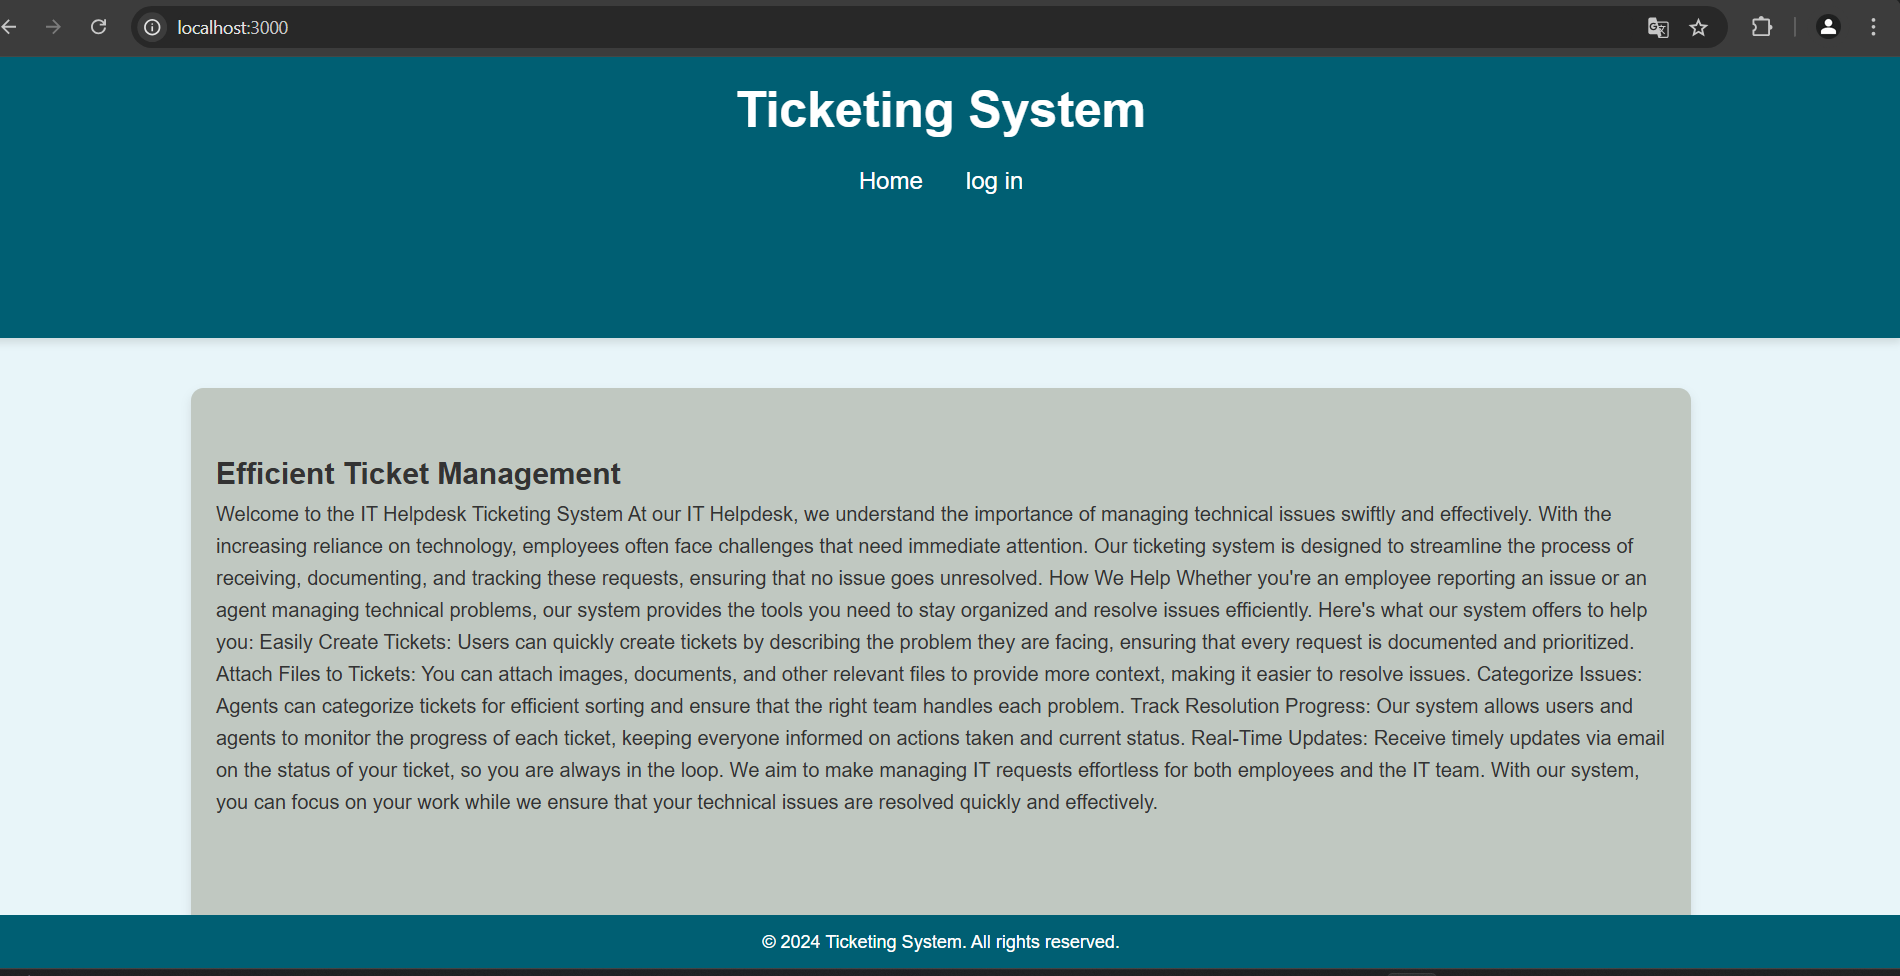 localhost:3000
Ticketing System
Home log in
Efficient Ticket Management
Welcome to the IT Helpdesk Ticketing System At our IT Helpdesk, we understand the importance of managing technical issues swiftly and effectively. With the
increasing reliance on technology, employees often face challenges that need immediate attention. Our ticketing system is designed to streamline the process of
receiving, documenting, and tracking these requests, ensuring that no issue goes unresolved. How We Help Whether you're an employee reporting an issue or an
agent managing technical problems, our system provides the tools you need to stay organized and resolve issues efficiently. Here's what our system offers to help
you: Easily Create Tickets: Users can quickly create tickets by describing the problem they are facing, ensuring that every request is documented and prioritized.
Attach Files to Tickets: You can attach images, documents, and other relevant files to provide more context, making it easier to resolve issues. Categorize Issues:
Agents can categorize tickets for efficient sorting and ensure that the right team handles each problem. Track Resolution Progress: Our system allows users and
agents to monitor the progress of each ticket, keeping everyone informed on actions taken and current status. Real-Time Updates: Receive timely updates via email
on the status of your ticket, so you are always in the loop. We aim to make managing IT requests effortless for both employees and the IT team. With our system,
you can focus on your work while we ensure that your technical issues are resolved quickly and effectively.
© 2024 Ticketing System. All rights reserved.